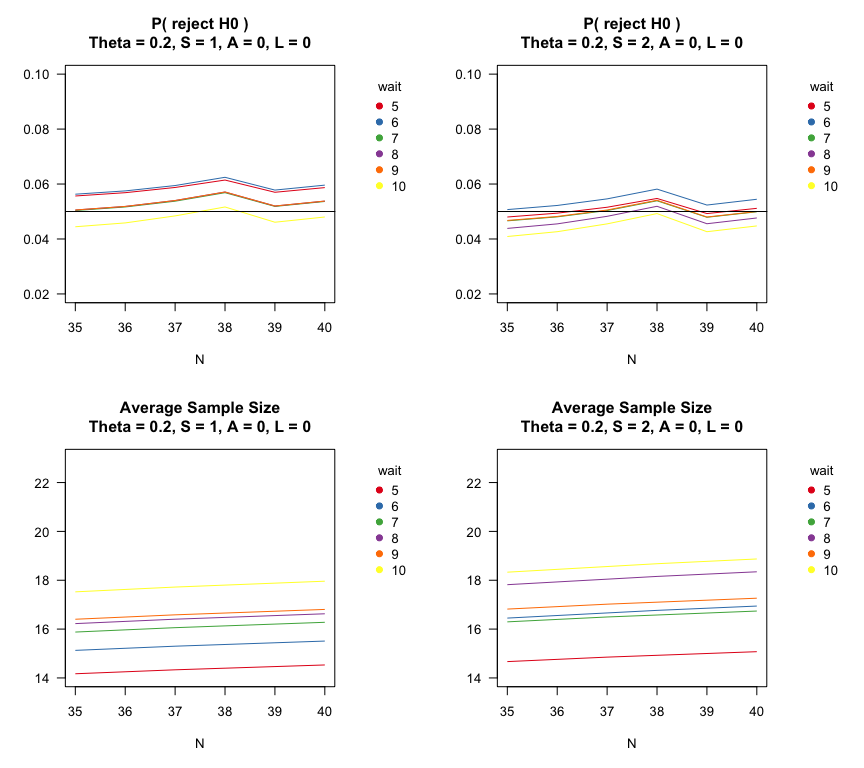 P( reject H0 )
Theta = 0.2, S = 1, A = 0, L = 0
0.10
0.08
0.06
0.04
0.02
35 36 37 38 39 40
N
wait
5
6
7
8
9
10
P( reject H0 )
Theta = 0.2, S = 2, A = 0, L = 0
0.10
0.08
0.06
0.04
0.02
35 36 37 38 39 40
N
wait
5
6
7
8
9
10
Average Sample Size
Theta = 0.2, S = 1, A = 0, L = 0
22
20
18
16
14
35 36 37 38 39 40
N
wait
5
6
7
8
9
10
Average Sample Size
Theta = 0.2, S = 2, A = 0, L = 0
22
20
18
16
14
35 36 37 38 39 40
N
wait
5
6
7
8
9
10